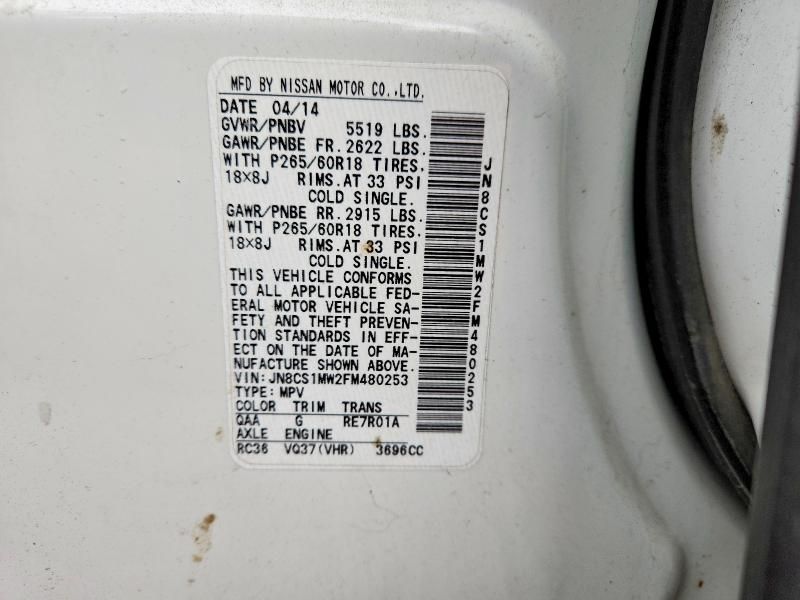 MFD BY NISSAN MOTOR CO.,LTD.
DATE 04/14
GVWR/PNBV 5519 LBS.
GAWR/PNBE FR. 2622 LBS.
WITH P265/60R18 TIRES.
18×8J RIMS. AT 33 PSI
COLD SINGLE.
GAWR/PNBE RR. 2915 LBS.
WITH P265/60R18 TIRES.
18×8J RIMS. AT 33 PSI
COLD SINGLE.
THIS VEHICLE CONFORMS
TO ALL APPLICABLE FED-
ERAL MOTOR VEHICLE SA-
FETY AND THEFT PREVEN-
TION STANDARDS IN EFF-
ECT ON THE DATE OF MA-
NUFACTURE SHOWN ABOVE.
VIN: JN8CS1MW2FM480253
TYPE: MPV
COLOR TRIM TRANS
QAA G RE7R01A
AXLE ENGINE
RC36 VQ37(VHR) 3696CC
JN8CS1MW2FM480253